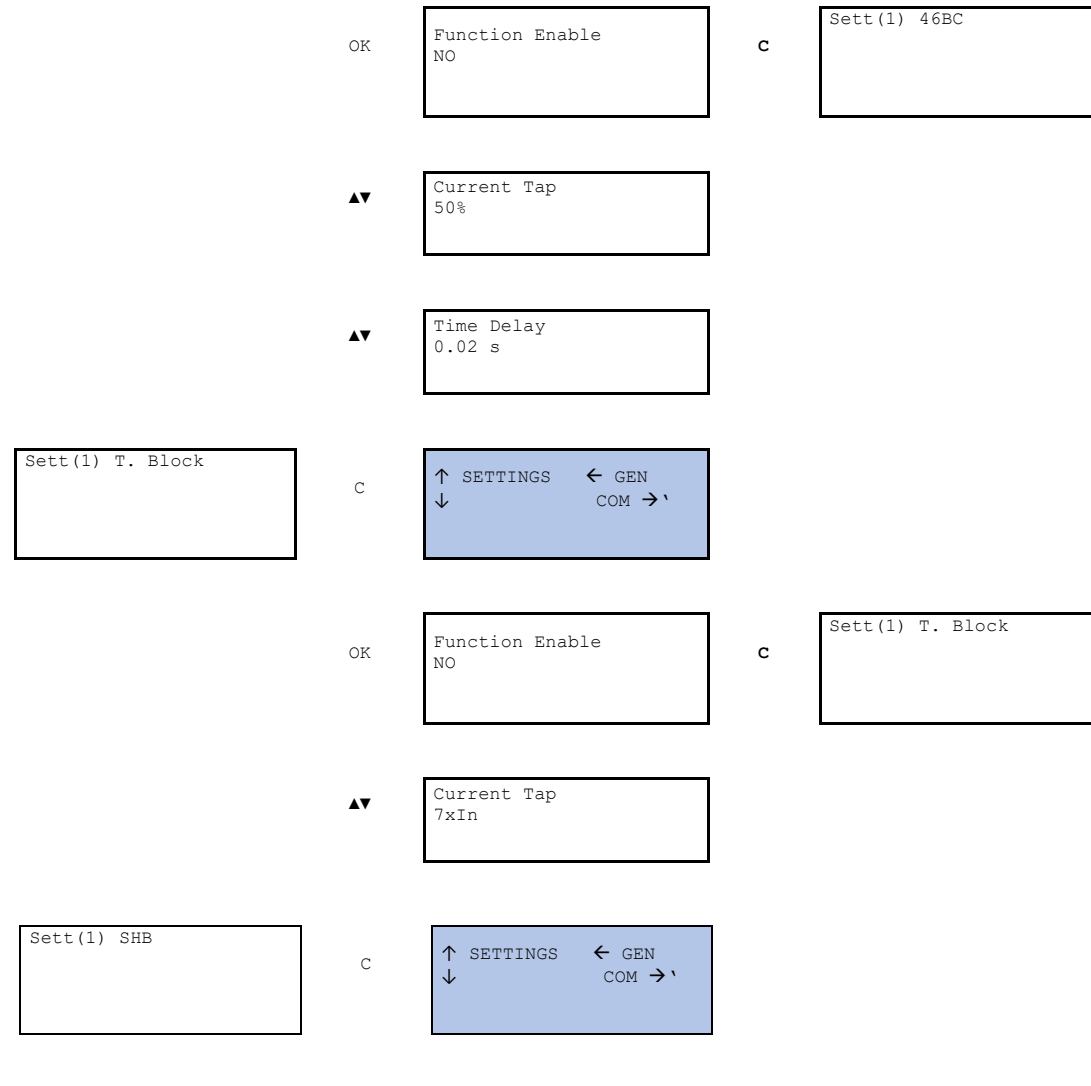 OK
Function Enable
NO
C
Sett(1) 46BC
▲▼
Current Tap
50%
▲▼
Time Delay
0.02 s
Sett(1) T. Block
C
↑ SETTINGS ← GEN
↓ COM →‛
OK
Function Enable
NO
C
Sett(1) T. Block
▲▼
Current Tap
7xIn
Sett(1) SHB
C
↑ SETTINGS ← GEN
↓ COM →‛